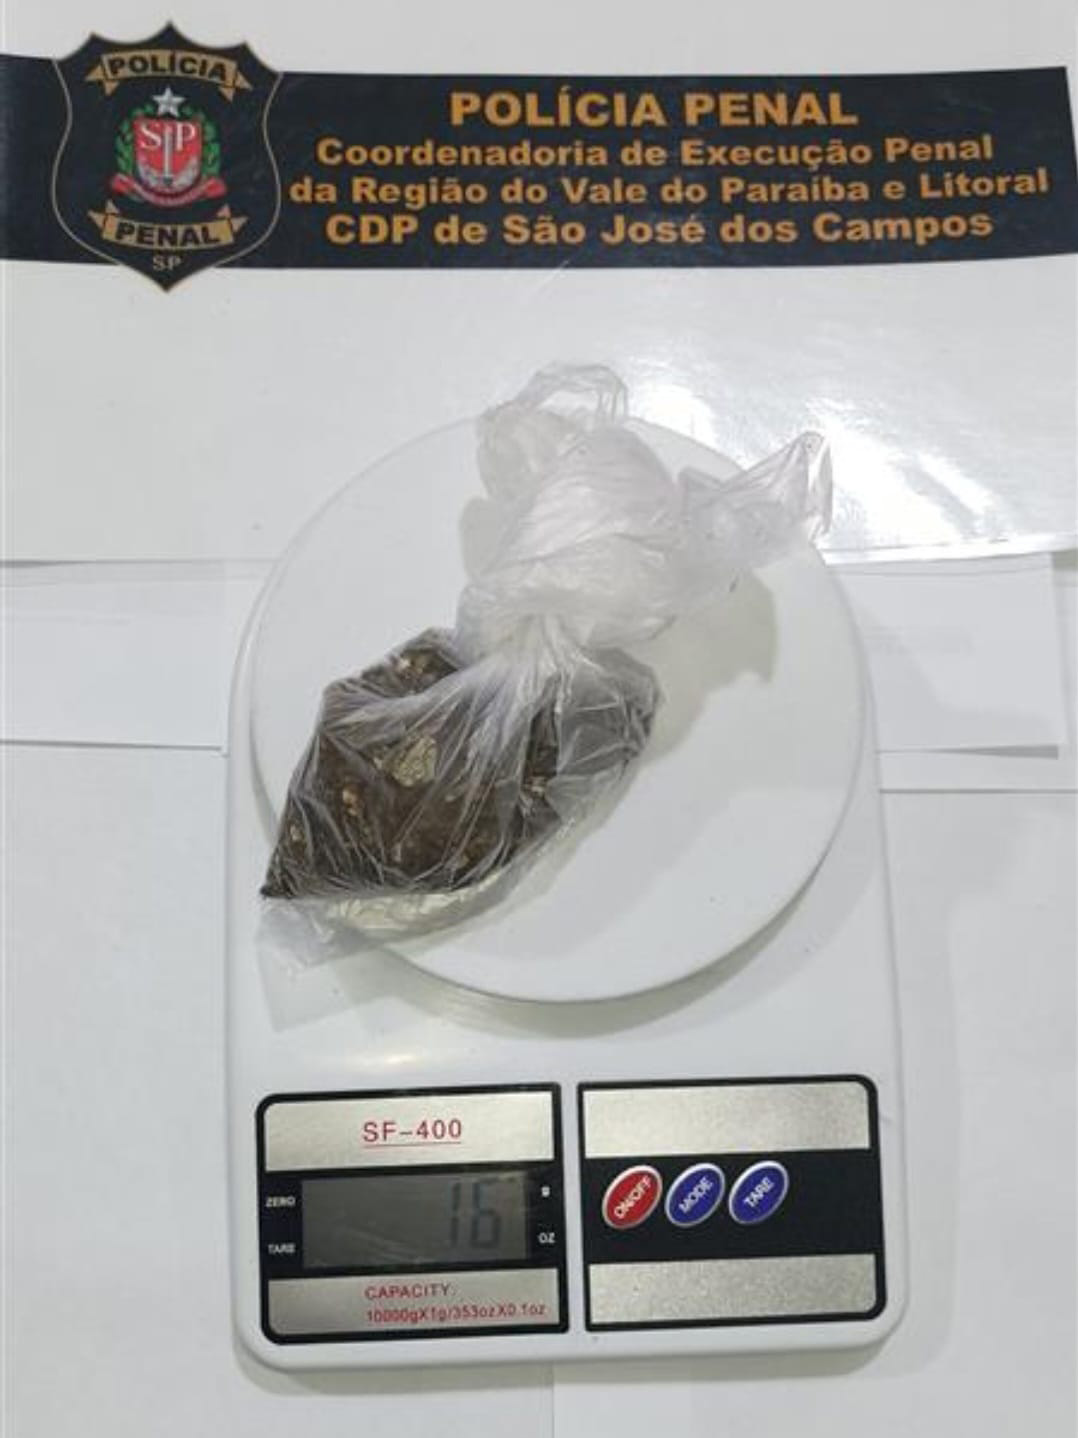 POLÍCIA
SP
PENAL
SP
POLÍCIA PENAL
Coordenadoria de Execução Penal
da Região do Vale do Paraíba e Litoral
CDP de São José dos Campos
SF-400
ZERO
TARE
16
g
OZ
CAPACITY:
10000gX1g/353ozX0.1oz
ON/OFF
MODE
TARE